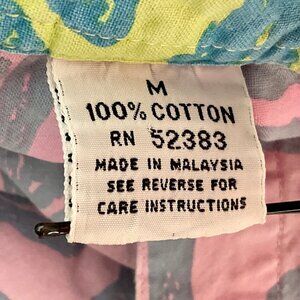 M
100% COTTON
RN 52383
MADE IN MALAYSIA
SEE REVERSE FOR
CARE INSTRUCTIONS